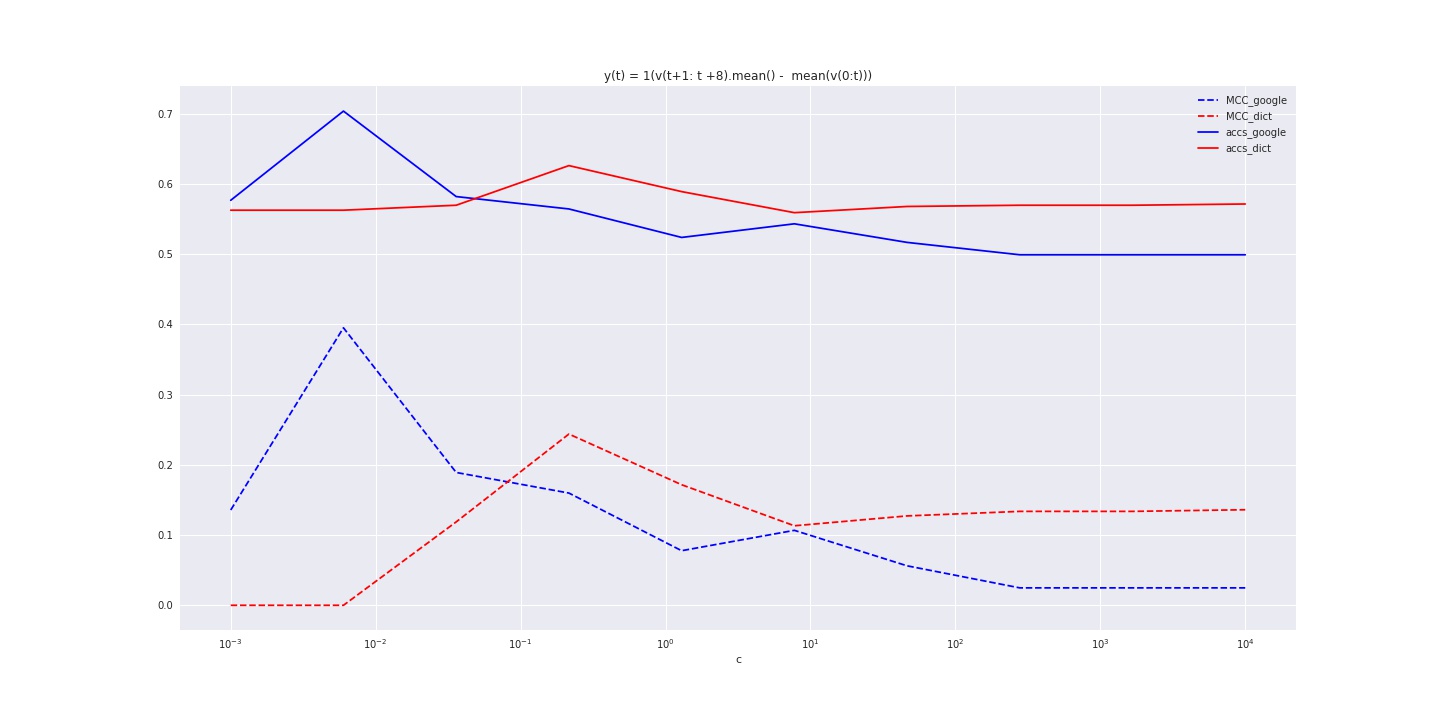 y(t) = 1(v(t+1: t +8).mean() -  mean(v(0:t)))
MCC_google
MCC_dict
accs_google
accs_dict
0.7
0.6
0.5
0.4
0.3
0.2
0.1
0.0
10⁻³ 10⁻² 10⁻¹ 10⁰ 10¹ 10² 10³ 10⁴
c